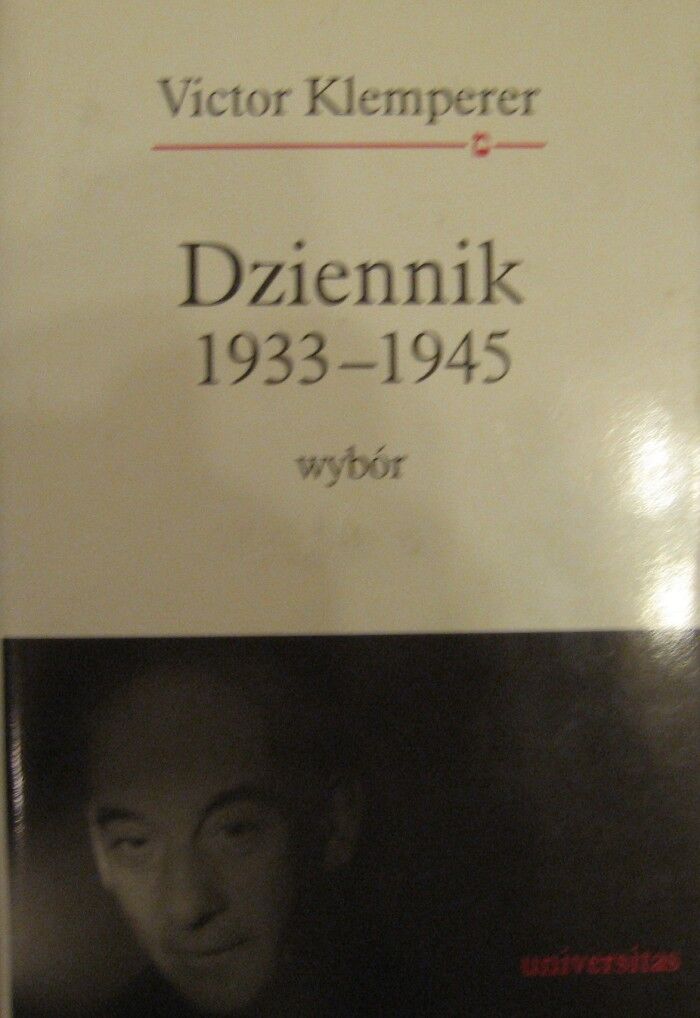 Victor Klemperer
Dziennik
1933–1945
wybór
universitas